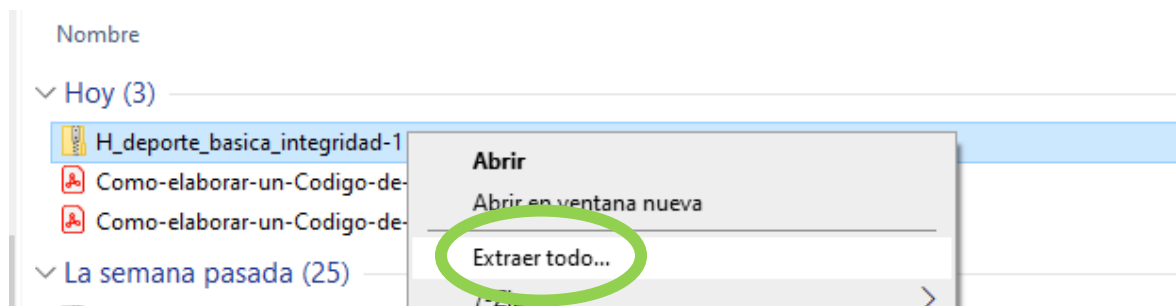 Nombre
Hoy (3)
H_deporte_basica_integridad-1
Abrir
Como-elaborar-un-Codigo-de-
Abrir en ventana nueva
Como-elaborar-un-Codigo-de-
Extraer todo...
La semana pasada (25)